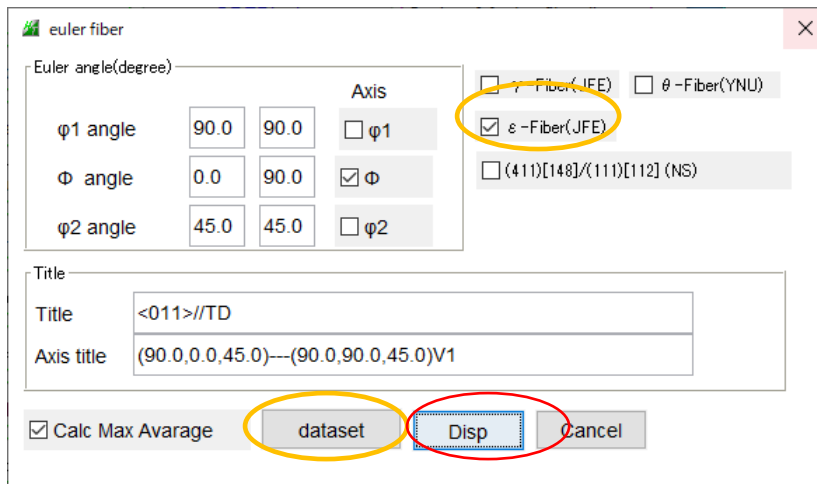 euler fiber
Euler angle(degree)
Axis
φ1 angle 90.0 90.0 φ1
Φ angle 0.0 90.0 Φ
φ2 angle 45.0 45.0 φ2
γ-Fiber(JFE) θ-Fiber(YNU)
ε-Fiber(JFE)
(411)[148]/(111)[112] (NS)
Title
Title <011>//TD
Axis title (90.0,0.0,45.0)---(90.0,90.0,45.0)V1
Calc Max Avarage dataset Disp Cancel